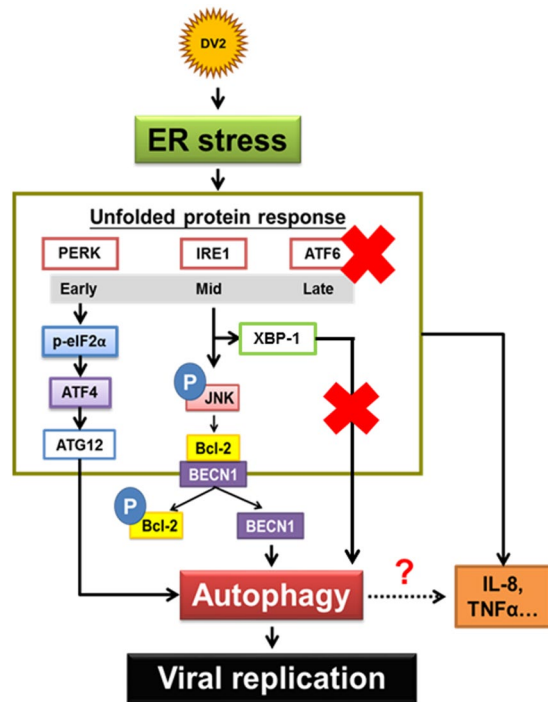 DV2
ER stress
Unfolded protein response
PERK IRE1 ATF6
Early Mid Late
p-eIF2α
XBP-1
P
JNK
ATF4
Bcl-2
ATG12
BECN1
P
Bcl-2
BECN1
Autophagy
?
IL-8,
TNFα...
Viral replication